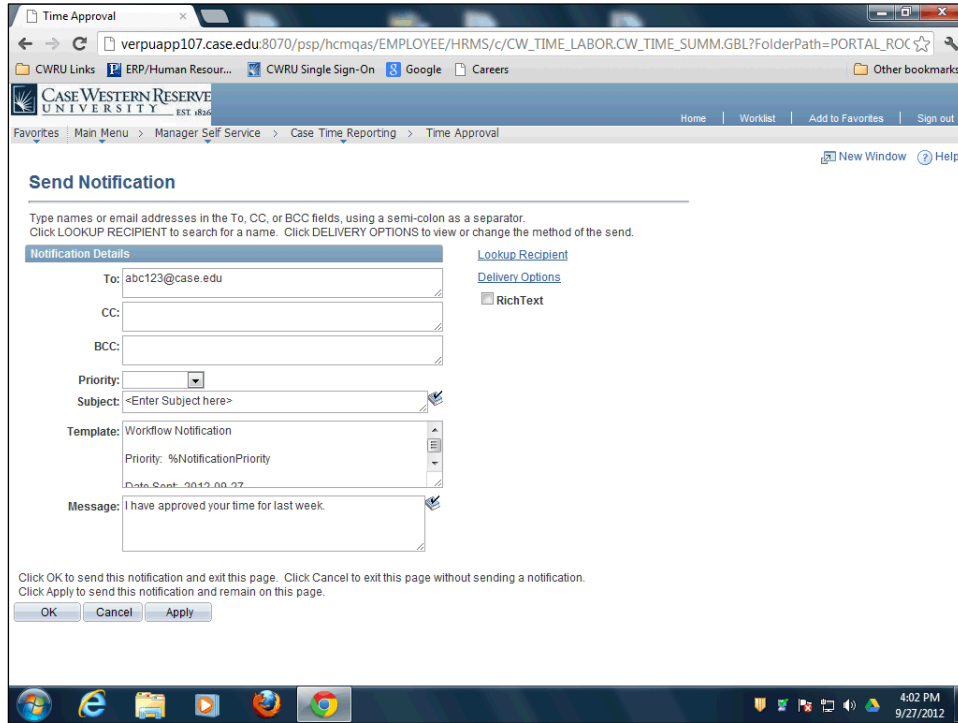 Time Approval
verpuapp107.case.edu:8070/psp/hcmqas/EMPLOYEE/HRMS/c/CW_TIME_LABOR.CW_TIME_SUMM.GBL?FolderPath=PORTAL_ROC
CWRU Links ERP/Human Resour... CWRU Single Sign-On Google Careers Other bookmarks
CASE WESTERN RESERVE
UNIVERSITY EST. 1826
Home | Worklist | Add to Favorites | Sign out
Favorites Main Menu > Manager Self Service > Case Time Reporting > Time Approval
New Window Help
Send Notification
Type names or email addresses in the To, CC, or BCC fields, using a semi-colon as a separator.
Click LOOKUP RECIPIENT to search for a name. Click DELIVERY OPTIONS to view or change the method of the send.
Notification Details
Lookup Recipient
To: abc123@case.edu
Delivery Options
RichText
CC:
BCC:
Priority:
Subject: <Enter Subject here>
Template: Workflow Notification
Priority: %NotificationPriority
Date Sent: 2012-09-27
Message: I have approved your time for last week.
Click OK to send this notification and exit this page. Click Cancel to exit this page without sending a notification.
Click Apply to send this notification and remain on this page.
OK Cancel Apply
4:02 PM
9/27/2012